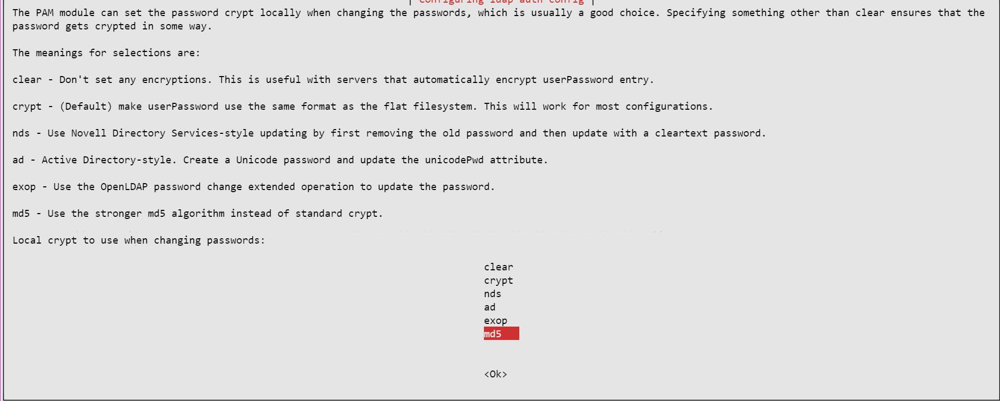 Configuring ldap-auth-config
The PAM module can set the password crypt locally when changing the passwords, which is usually a good choice. Specifying something other than clear ensures that the
password gets crypted in some way.
The meanings for selections are:
clear - Don't set any encryptions. This is useful with servers that automatically encrypt userPassword entry.
crypt - (Default) make userPassword use the same format as the flat filesystem. This will work for most configurations.
nds - Use Novell Directory Services-style updating by first removing the old password and then update with a cleartext password.
ad - Active Directory-style. Create a Unicode password and update the unicodePwd attribute.
exop - Use the OpenLDAP password change extended operation to update the password.
md5 - Use the stronger md5 algorithm instead of standard crypt.
Local crypt to use when changing passwords:
clear
crypt
nds
ad
exop
md5
<Ok>